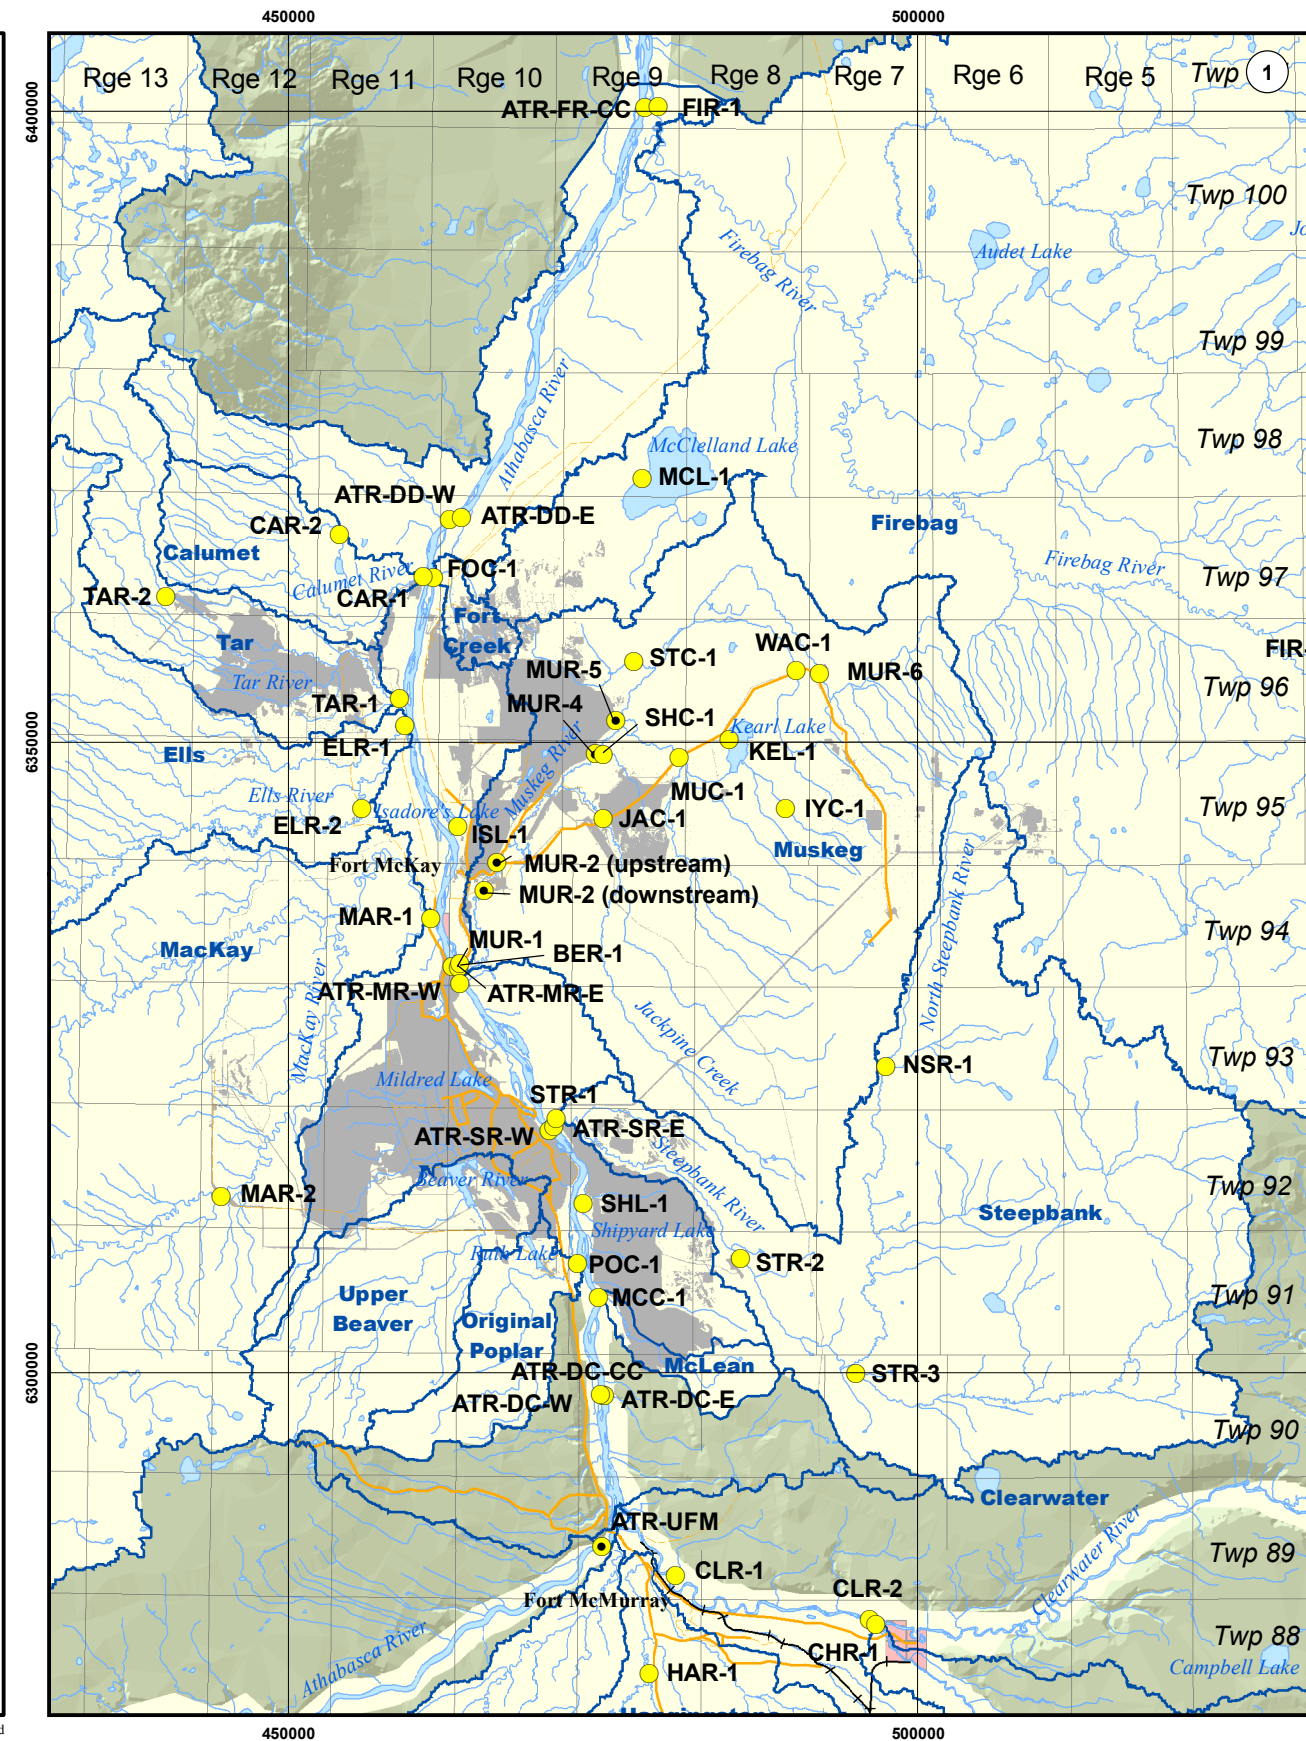 450000
500000
Rge 13
Rge 12
Rge 11
Rge 10
Rge 9
Rge 8
Rge 7
Rge 6
Rge 5
Twp
1
6400000
ATR-FR-CC
FIR-1
Twp 100
Firebag River
Audet Lake
Twp 99
Athabasca River
Twp 98
McClelland Lake
MCL-1
ATR-DD-W
ATR-DD-E
CAR-2
Calumet
Firebag
Firebag River
Twp 97
Calumet River
FOC-1
CAR-1
TAR-2
Fort
Creek
Tar
WAC-1
FIR-
MUR-5
STC-1
MUR-6
Tar River
Twp 96
TAR-1
MUR-4
SHC-1
Kearl Lake
6350000
ELR-1
KEL-1
Ells
Muskeg River
MUC-1
Ells River
Isadore's Lake
IYC-1
Twp 95
ELR-2
ISL-1
JAC-1
Muskeg
Fort McKay
MUR-2 (upstream)
MUR-2 (downstream)
MAR-1
North Steepbank River
Twp 94
MacKay
MUR-1
BER-1
ATR-MR-W
ATR-MR-E
MacKay River
Jackpine Creek
Twp 93
NSR-1
Mildred Lake
STR-1
ATR-SR-W
ATR-SR-E
Steepbank River
Beaver River
MAR-2
Twp 92
SHL-1
Steepbank
Shipyard Lake
Ruth Lake
POC-1
STR-2
Upper
Beaver
MCC-1
Twp 91
Original
Poplar
McLean
6300000
ATR-DC-CC
STR-3
ATR-DC-W
ATR-DC-E
Twp 90
Clearwater
ATR-UFM
Clearwater River
Twp 89
CLR-1
CLR-2
Fort McMurray
Athabasca River
Twp 88
CHR-1
HAR-1
Campbell Lake
450000
500000